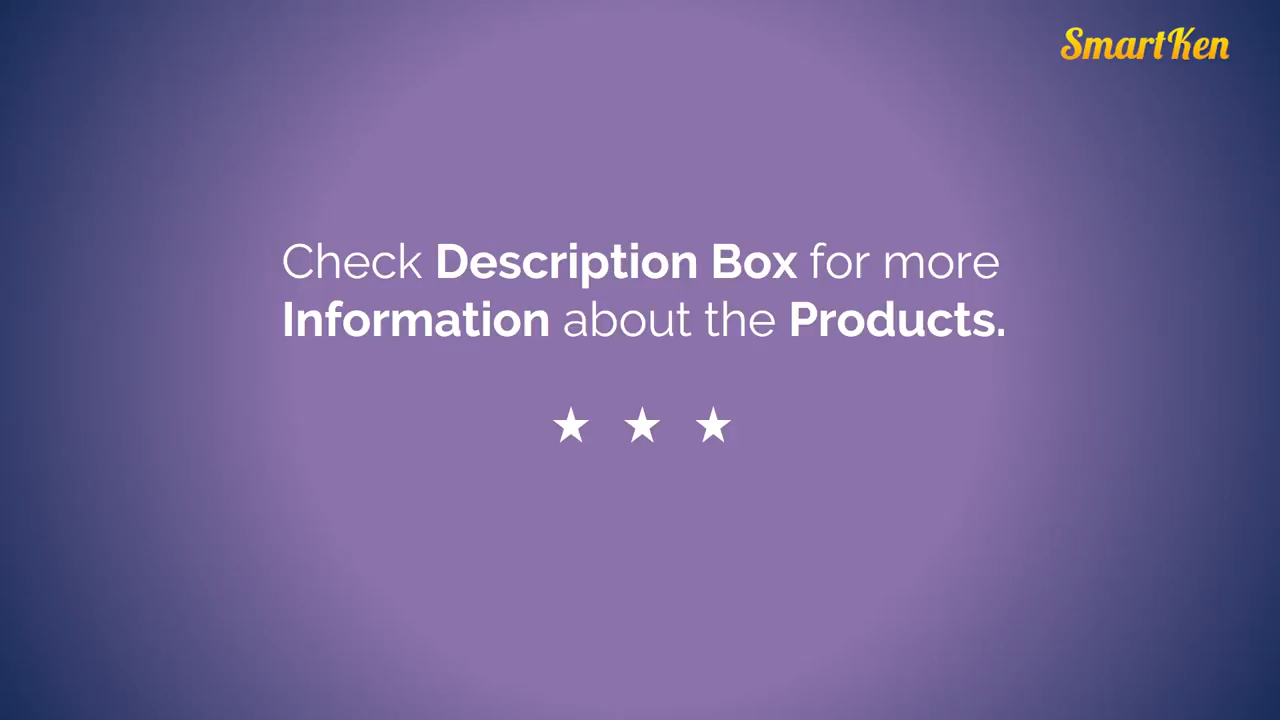 SmartKen
Check Description Box for more
Information about the Products.